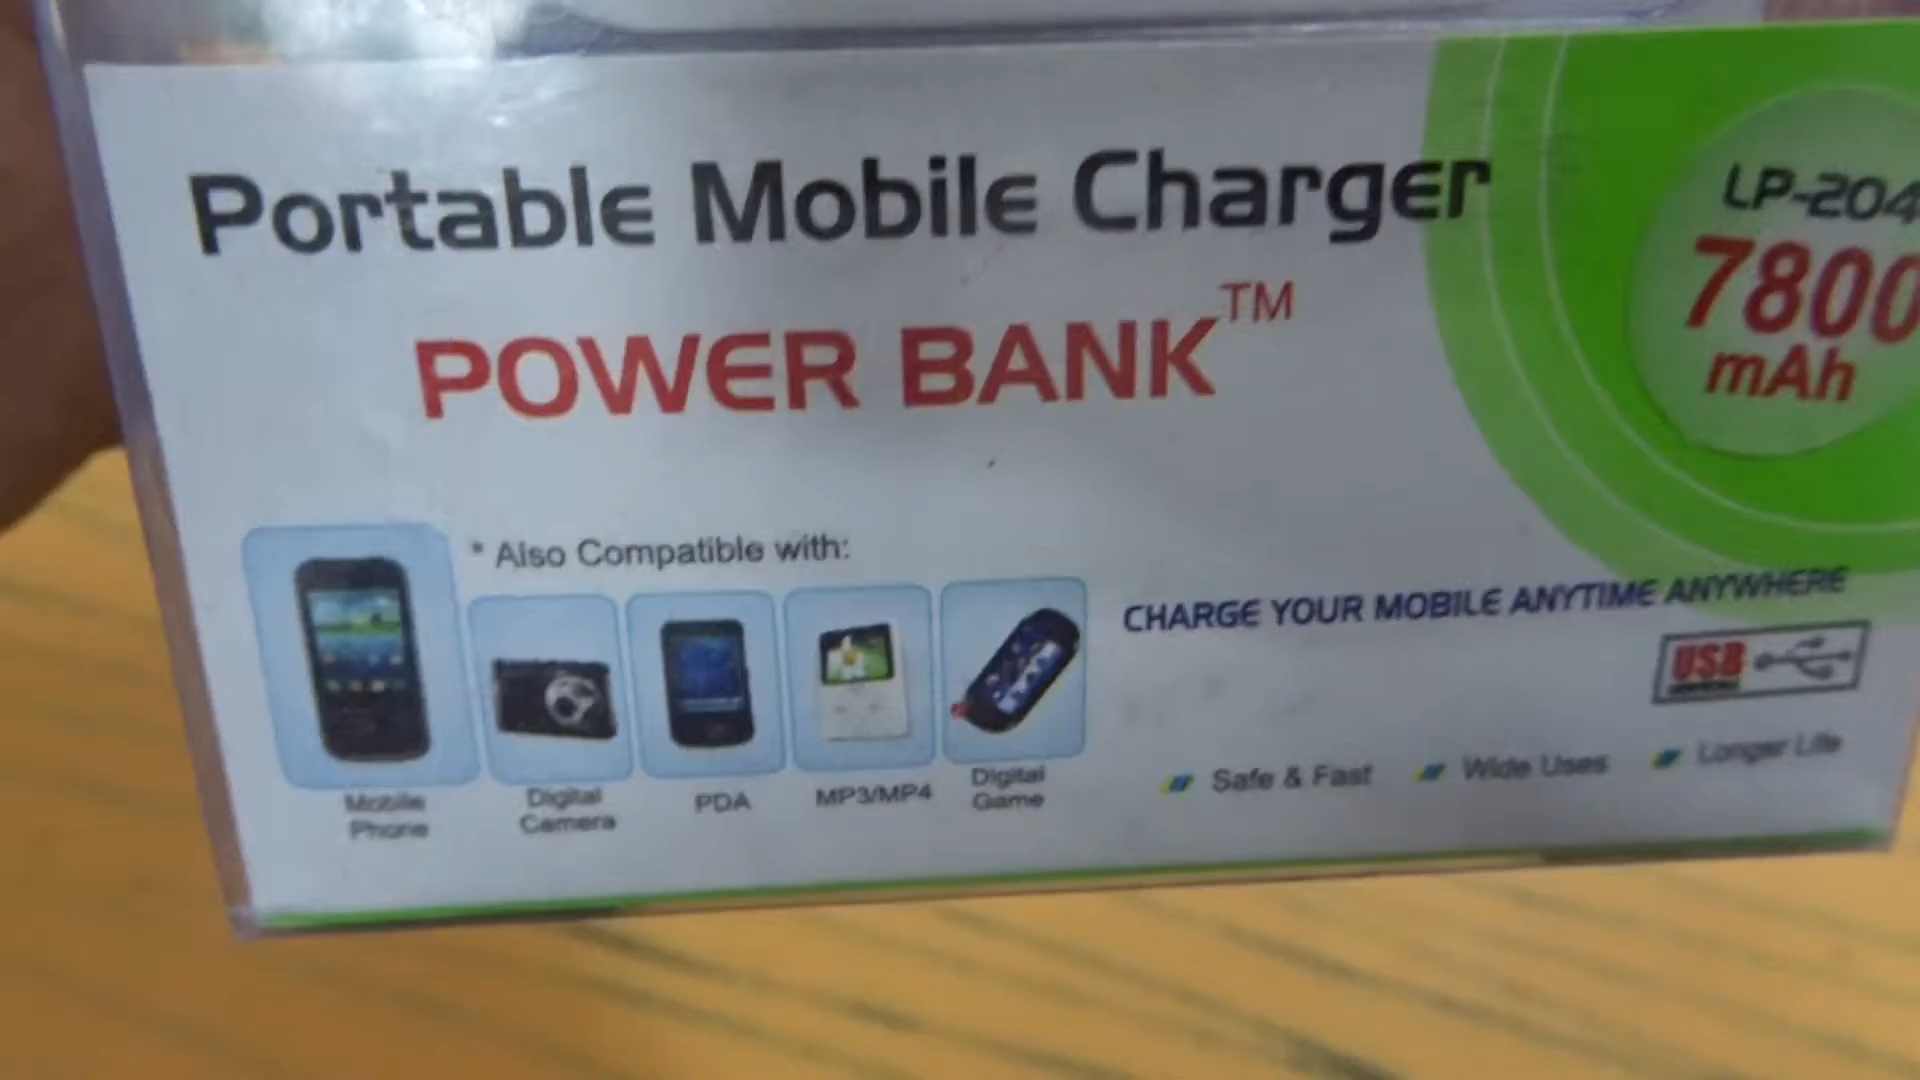 Portable Mobile Charger
POWER BANK™
LP-204
7800
mAh
* Also Compatible with:
CHARGE YOUR MOBILE ANYTIME ANYWHERE
USB
Mobile
Phone
Digital
Camera
PDA
MP3/MP4
Digital
Game
Safe & Fast
Wide Uses
Longer Life